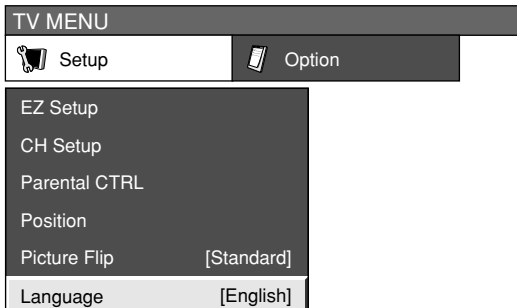 TV MENU
Setup Option
EZ Setup
CH Setup
Parental CTRL
Position
Picture Flip [Standard]
Language [English]